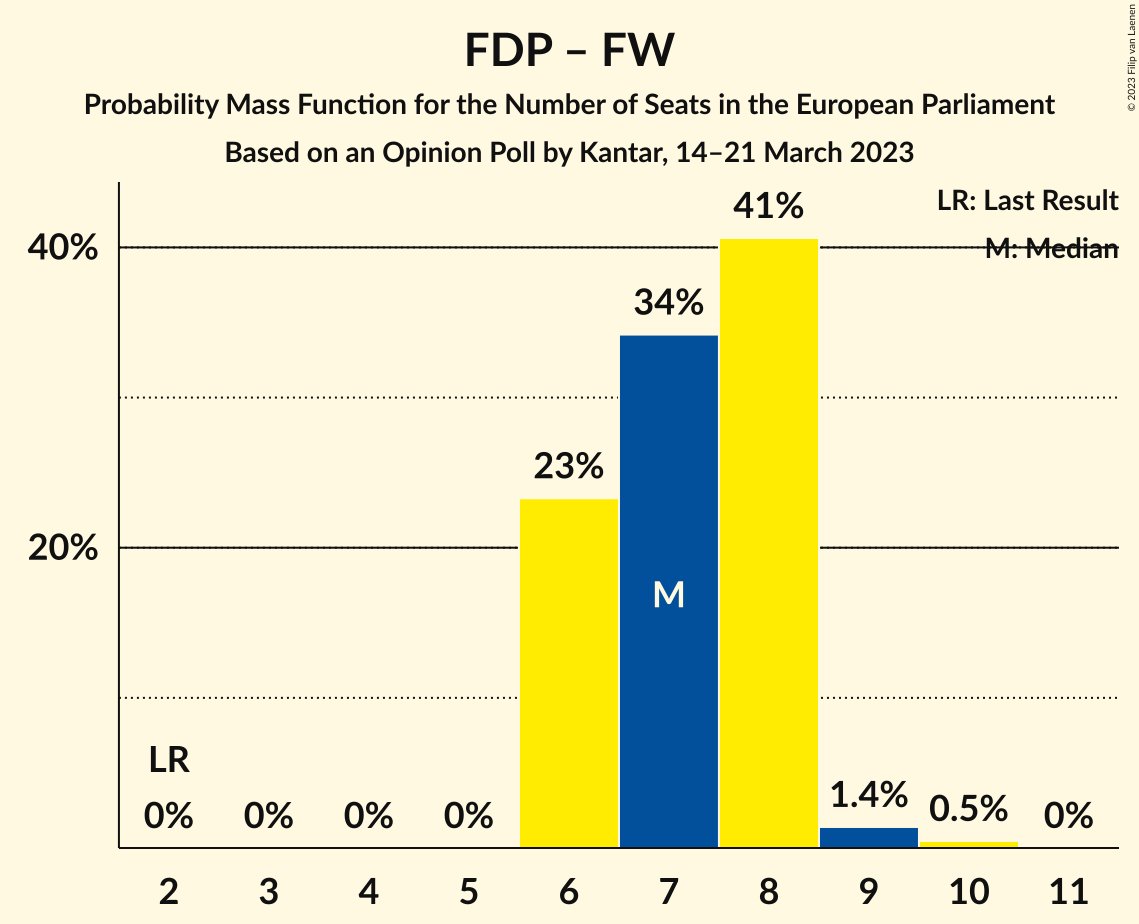 FDP – FW
Probability Mass Function for the Number of Seats in the European Parliament
Based on an Opinion Poll by Kantar, 14–21 March 2023
© 2023 Filip van Laenen
LR: Last Result
M: Median
41%
40%
34%
23%
20%
M
LR
0%
0%
0%
0%
1.4%
0.5%
0%
2
3
4
5
6
7
8
9
10
11